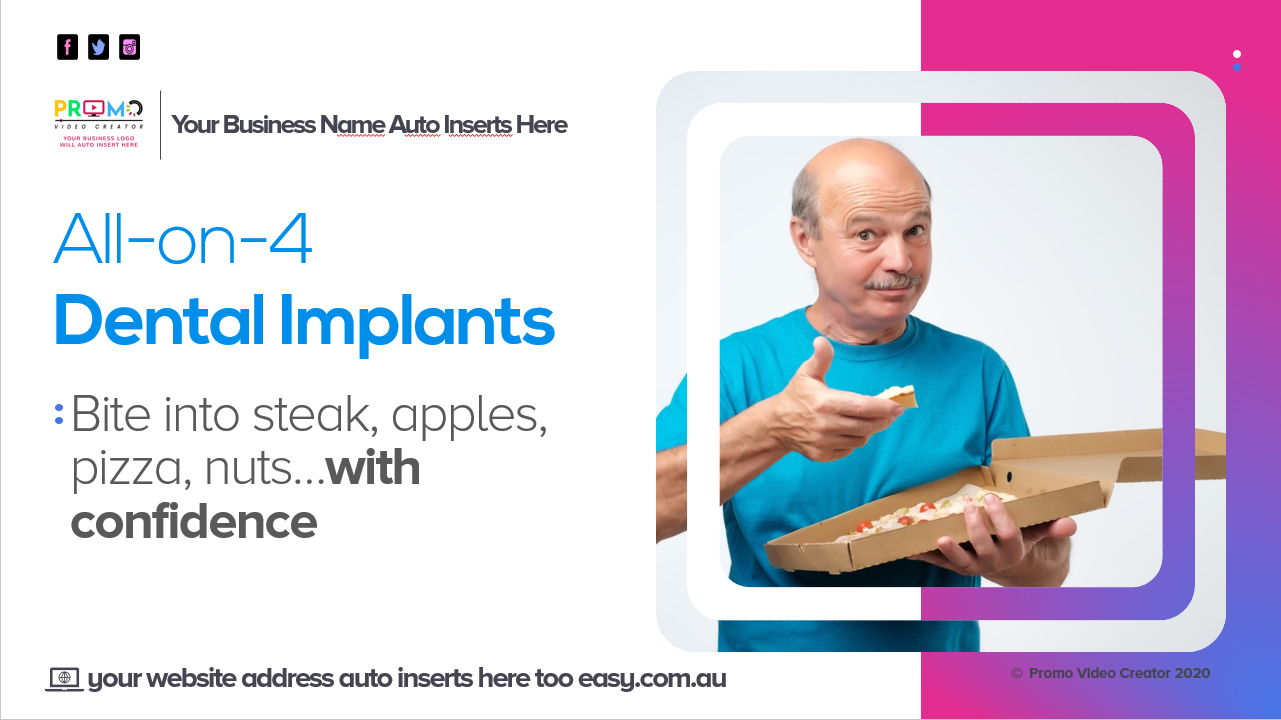 PROMO
VIDEO CREATOR
YOUR BUSINESS LOGO
WILL AUTO INSERT HERE
Your Business Name Auto Inserts Here
All-on-4
Dental Implants
Bite into steak, apples,
pizza, nuts...with
confidence
your website address auto inserts here too easy.com.au
© Promo Video Creator 2020